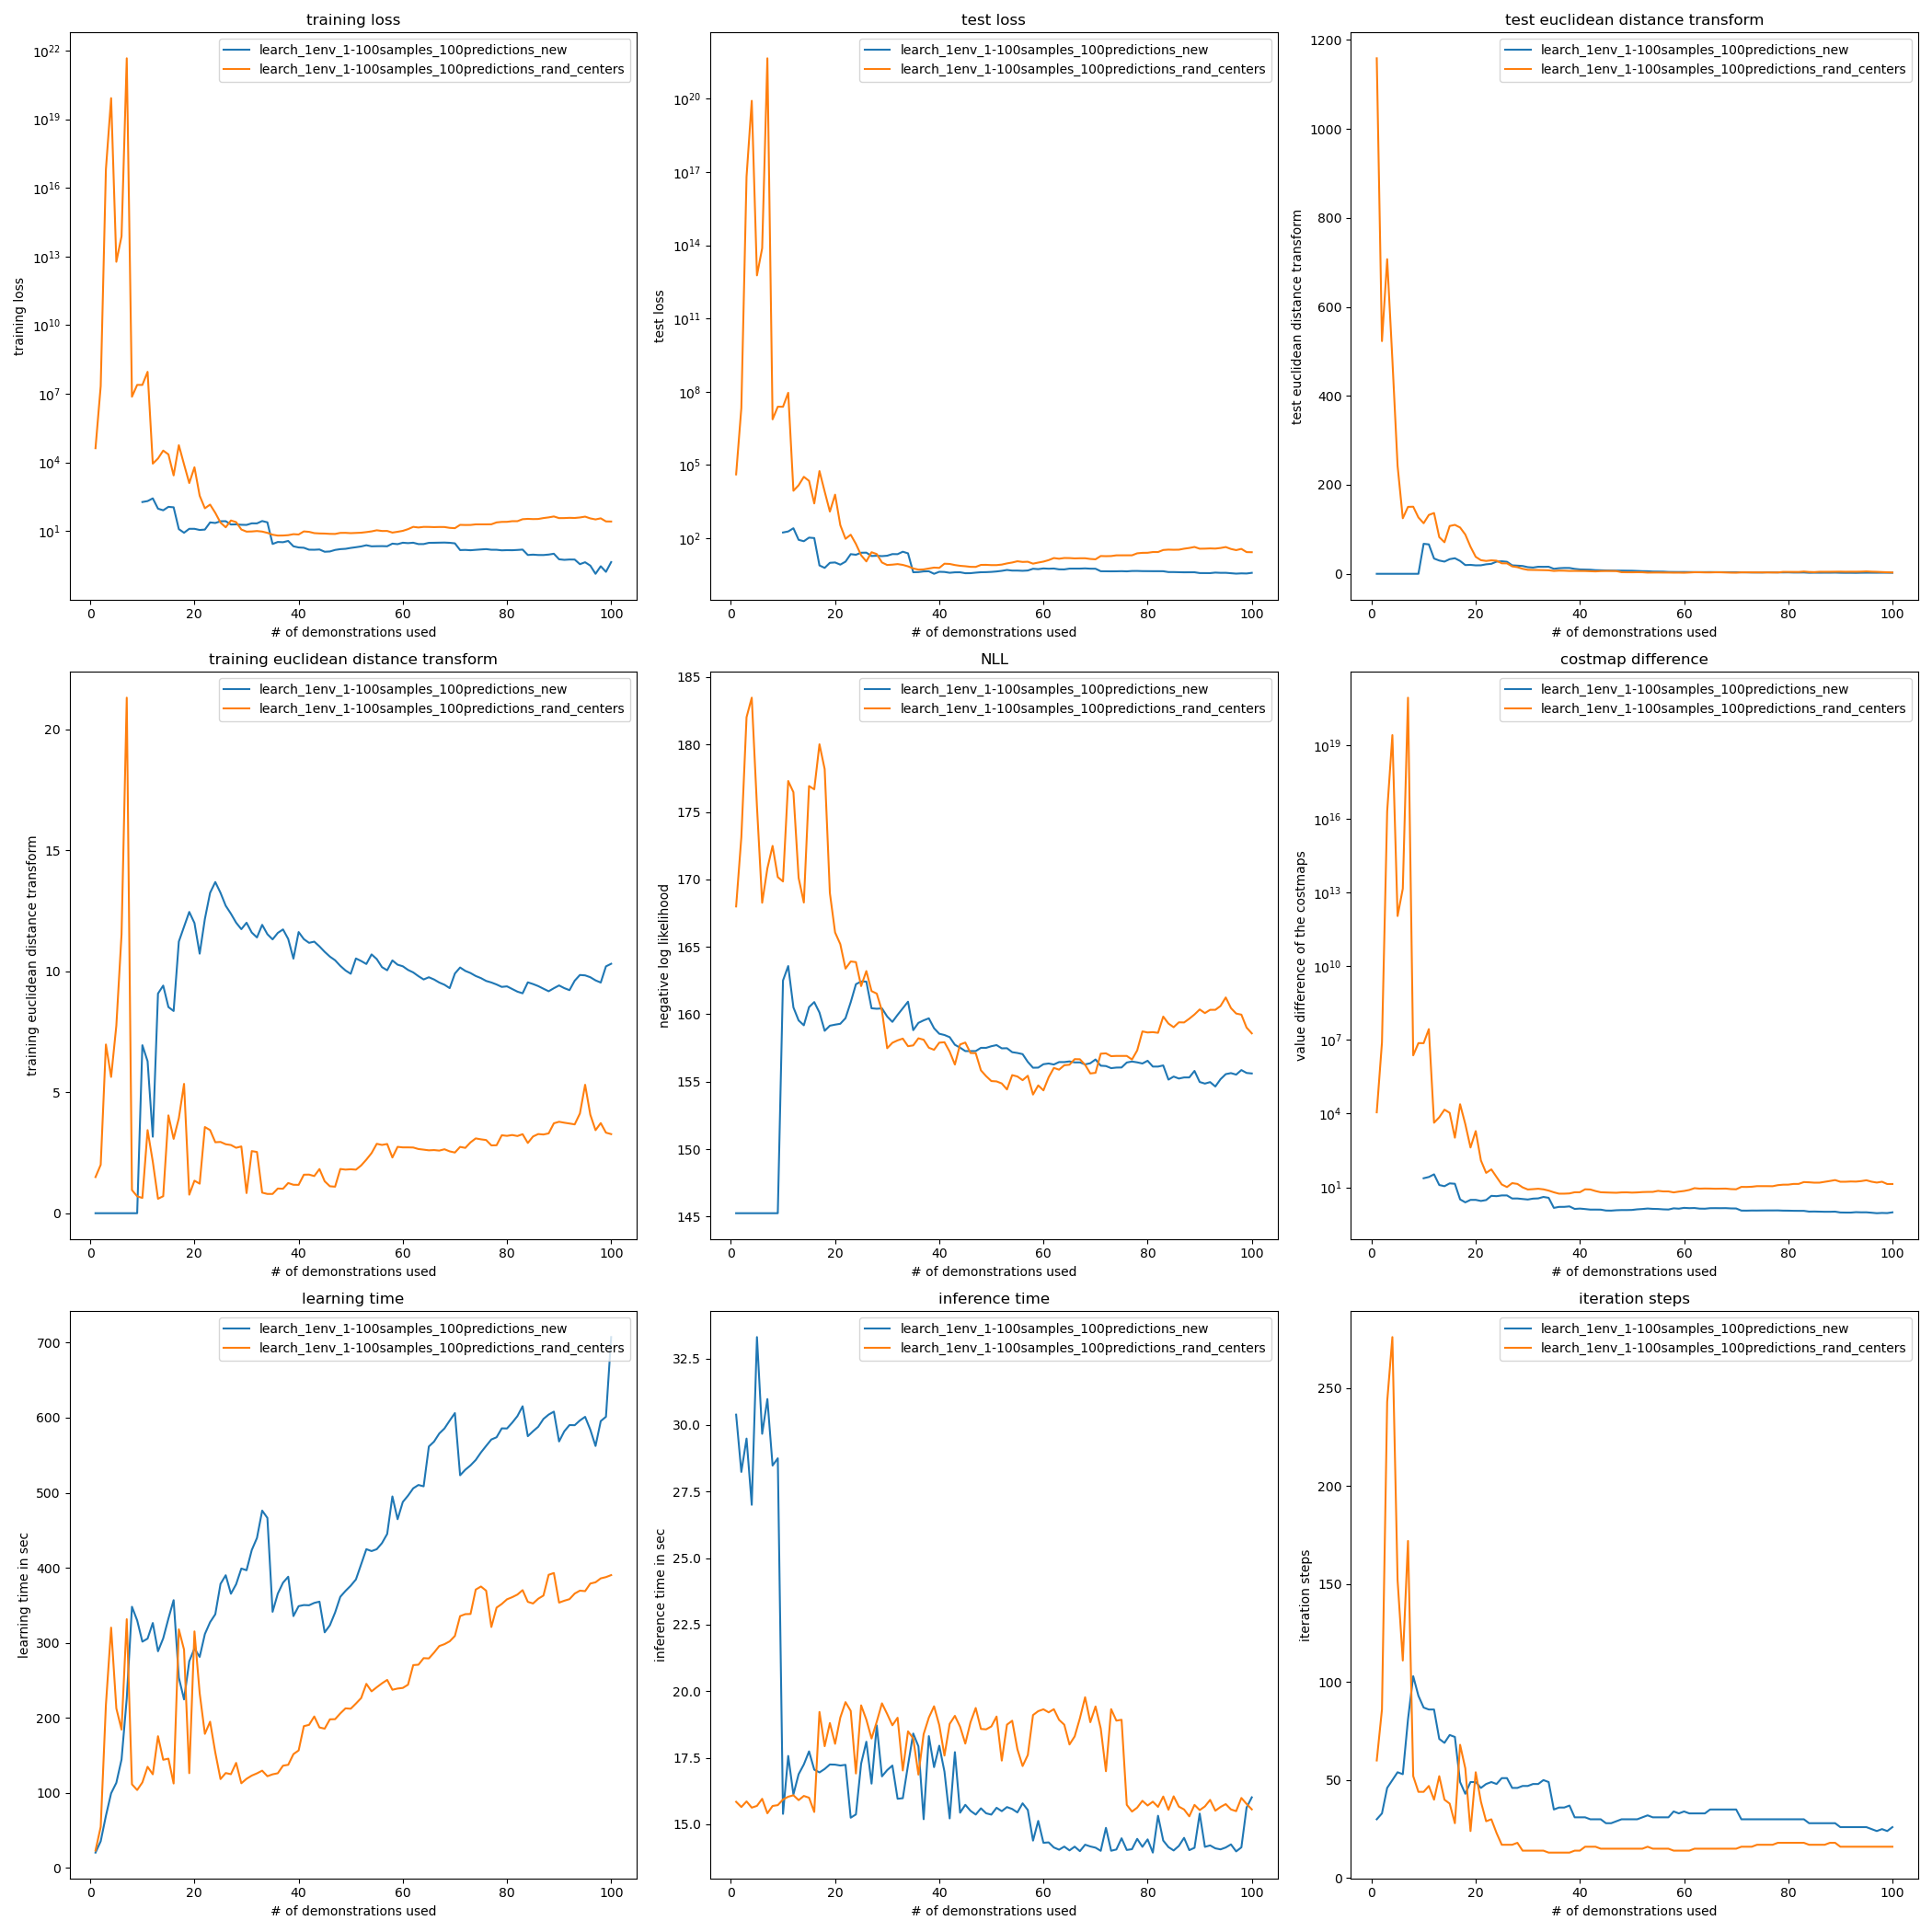 training loss
learch_1env_1-100samples_100predictions_new
learch_1env_1-100samples_100predictions_rand_centers
10^22
10^19
10^16
10^13
10^10
10^7
10^4
10^1
training loss
0 20 40 60 80 100
# of demonstrations used
test loss
learch_1env_1-100samples_100predictions_new
learch_1env_1-100samples_100predictions_rand_centers
10^20
10^17
10^14
10^11
10^8
10^5
10^2
test loss
0 20 40 60 80 100
# of demonstrations used
test euclidean distance transform
learch_1env_1-100samples_100predictions_new
learch_1env_1-100samples_100predictions_rand_centers
1200
1000
800
600
400
200
0
test euclidean distance transform
0 20 40 60 80 100
# of demonstrations used
training euclidean distance transform
learch_1env_1-100samples_100predictions_new
learch_1env_1-100samples_100predictions_rand_centers
20
15
10
5
0
training euclidean distance transform
0 20 40 60 80 100
# of demonstrations used
NLL
learch_1env_1-100samples_100predictions_new
learch_1env_1-100samples_100predictions_rand_centers
185
180
175
170
165
160
155
150
145
negative log likelihood
0 20 40 60 80 100
# of demonstrations used
costmap difference
learch_1env_1-100samples_100predictions_new
learch_1env_1-100samples_100predictions_rand_centers
10^19
10^16
10^13
10^10
10^7
10^4
10^1
value difference of the costmaps
0 20 40 60 80 100
# of demonstrations used
learning time
learch_1env_1-100samples_100predictions_new
learch_1env_1-100samples_100predictions_rand_centers
700
600
500
400
300
200
100
0
learning time in sec
0 20 40 60 80 100
# of demonstrations used
inference time
learch_1env_1-100samples_100predictions_new
learch_1env_1-100samples_100predictions_rand_centers
32.5
30.0
27.5
25.0
22.5
20.0
17.5
15.0
inference time in sec
0 20 40 60 80 100
# of demonstrations used
iteration steps
learch_1env_1-100samples_100predictions_new
learch_1env_1-100samples_100predictions_rand_centers
250
200
150
100
50
0
iteration steps
0 20 40 60 80 100
# of demonstrations used